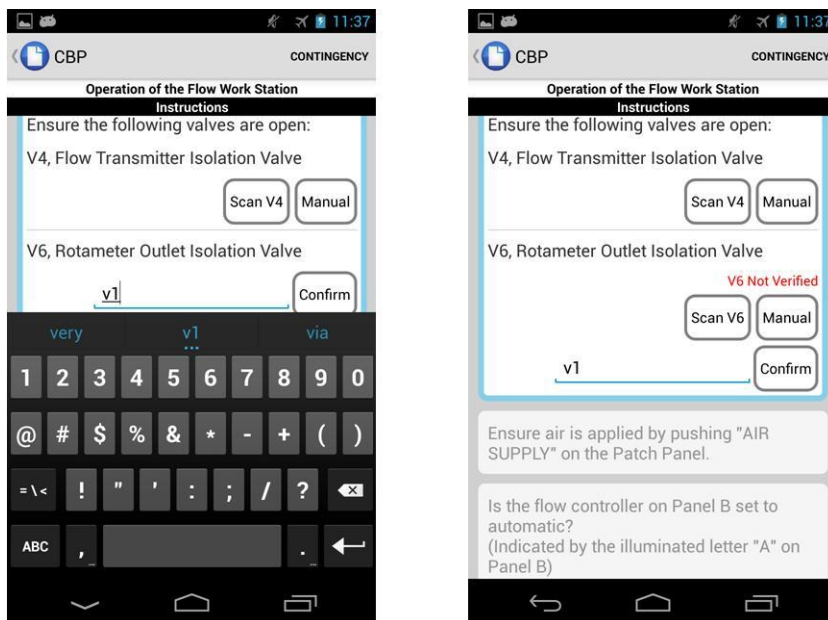 11:37
CBP
CONTINGENCY
Operation of the Flow Work Station
Instructions
Ensure the following valves are open:
V4, Flow Transmitter Isolation Valve
Scan V4 Manual
V6, Rotameter Outlet Isolation Valve
v1 Confirm
very v1 via
1 2 3 4 5 6 7 8 9 0
@ # $ % & * - + ( )
= \ < ! " ' : ; / ?
ABC , .
11:37
CBP
CONTINGENCY
Operation of the Flow Work Station
Instructions
Ensure the following valves are open:
V4, Flow Transmitter Isolation Valve
Scan V4 Manual
V6, Rotameter Outlet Isolation Valve
V6 Not Verified
Scan V6 Manual
v1 Confirm
Ensure air is applied by pushing "AIR
SUPPLY" on the Patch Panel.
Is the flow controller on Panel B set to
automatic?
(Indicated by the illuminated letter "A" on
Panel B)